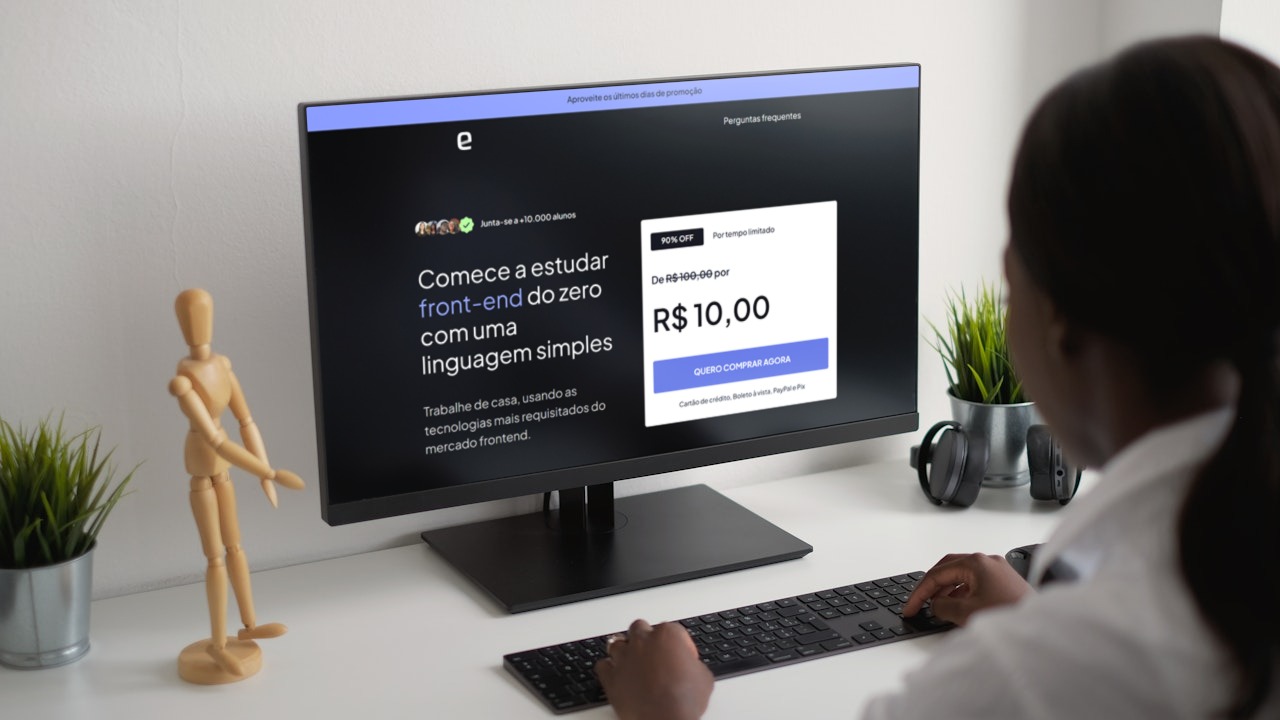 Aproveite os últimos dias de promoção
e
Perguntas frequentes
Junta-se a +10.000 alunos
Comece a estudar
front-end do zero
com uma
linguagem simples
Trabalhe de casa, usando as
tecnologias mais requisitados do
mercado frontend.
90% OFF
Por tempo limitado
De R$ 100,00 por
R$ 10,00
QUERO COMPRAR AGORA
Cartão de crédito, Boleto à vista, PayPal e Pix